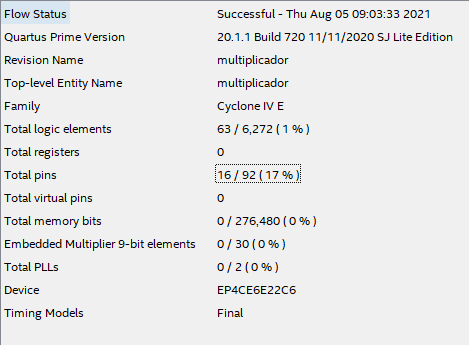 Flow Status Successful - Thu Aug 05 09:03:33 2021
Quartus Prime Version 20.1.1 Build 720 11/11/2020 SJ Lite Edition
Revision Name multiplicador
Top-level Entity Name multiplicador
Family Cyclone IV E
Total logic elements 63 / 6,272 ( 1 % )
Total registers 0
Total pins 16 / 92 ( 17 % )
Total virtual pins 0
Total memory bits 0 / 276,480 ( 0 % )
Embedded Multiplier 9-bit elements 0 / 30 ( 0 % )
Total PLLs 0 / 2 ( 0 % )
Device EP4CE6E22C6
Timing Models Final